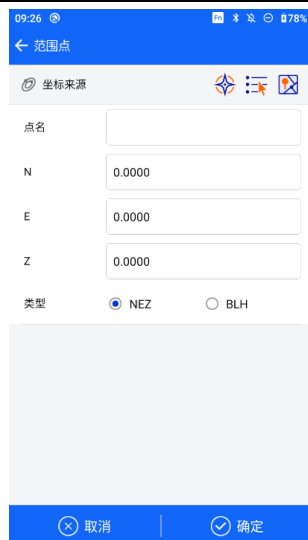 09:26 Fn 78%
范围点
坐标来源
点名
N 0.0000
E 0.0000
Z 0.0000
类型 NEZ BLH
取消 确定